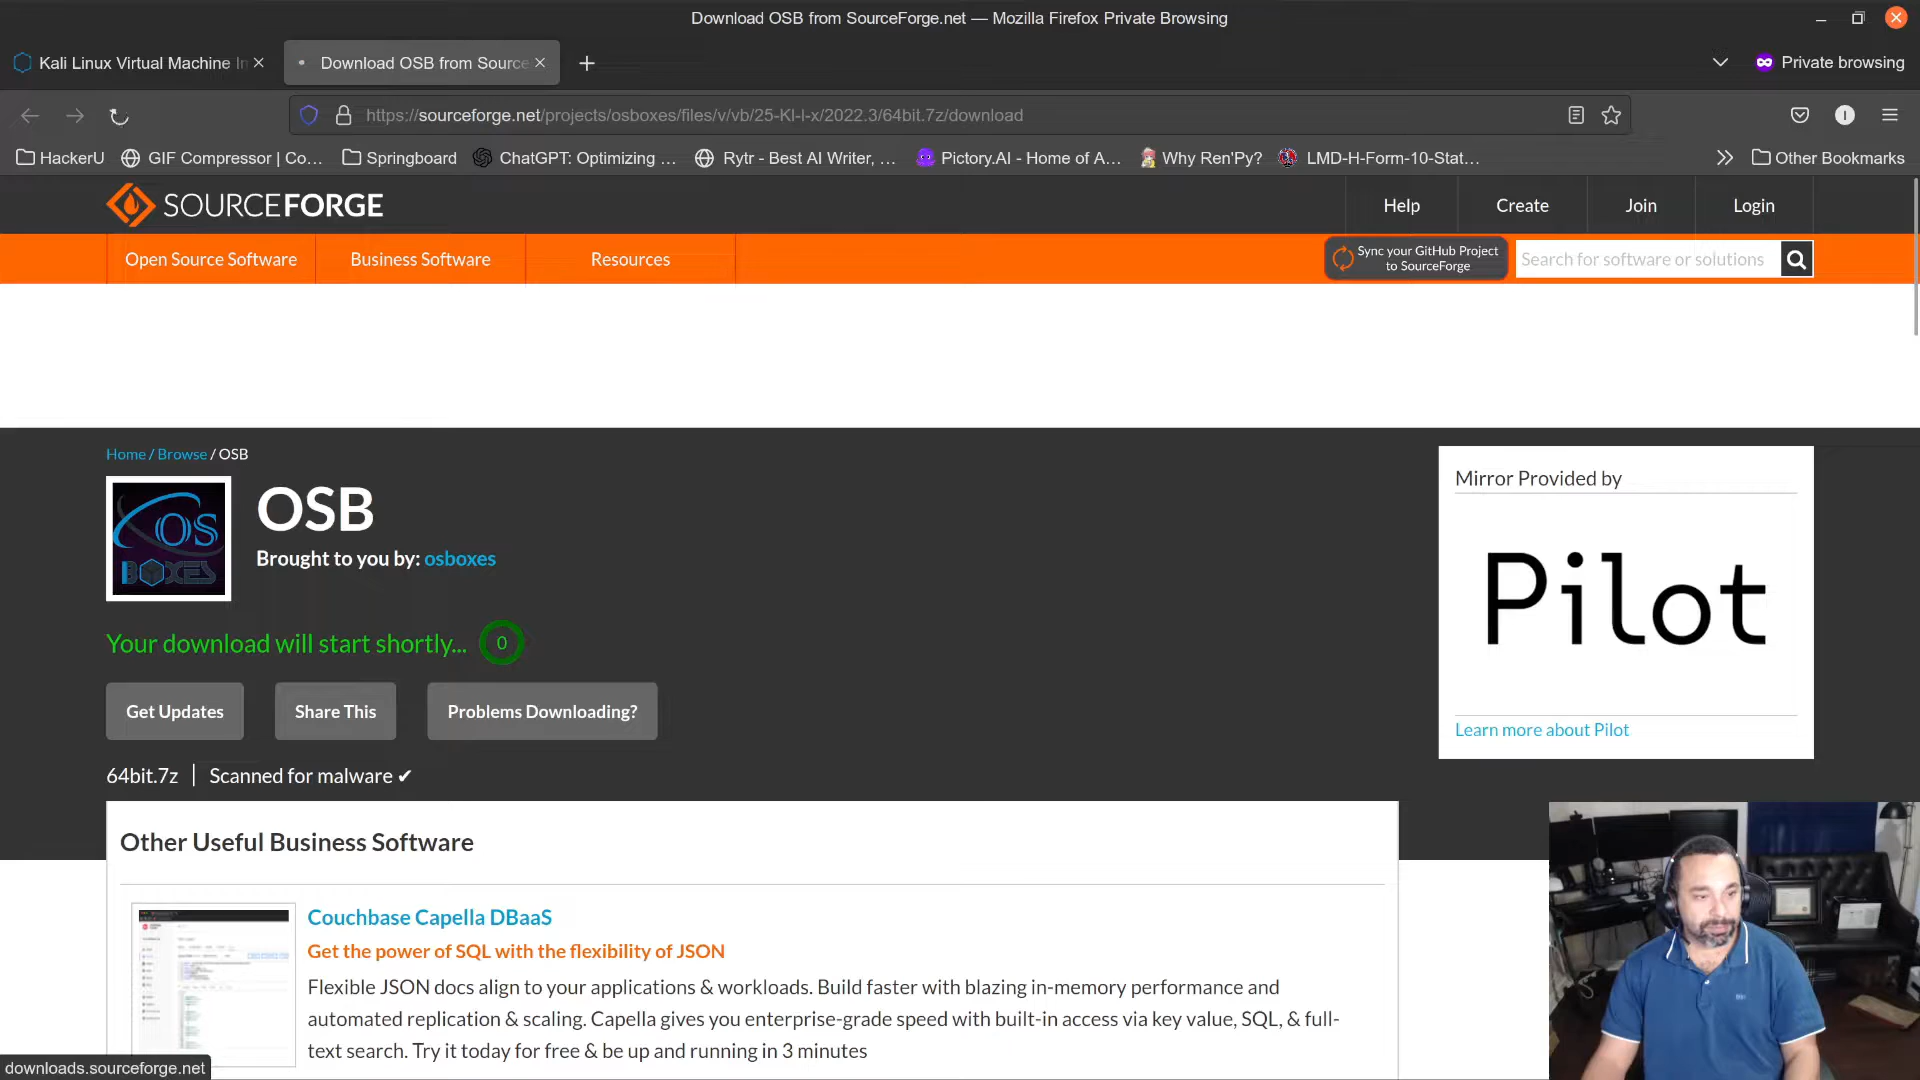 Download OSB from SourceForge.net — Mozilla Firefox Private Browsing
Kali Linux Virtual Machine In
Download OSB from Source
Private browsing
https://sourceforge.net/projects/osboxes/files/v/vb/25-Kl-l-x/2022.3/64bit.7z/download
HackerU
GIF Compressor | Co…
Springboard
ChatGPT: Optimizing …
Rytr - Best AI Writer, …
Pictory.AI - Home of A…
Why Ren'Py?
LMD-H-Form-10-Stat…
Other Bookmarks
SOURCEFORGE
Help
Create
Join
Login
Open Source Software
Business Software
Resources
Sync your GitHub Project
to SourceForge
Search for software or solutions
Home / Browse / OSB
OS
BOXES
OSB
Brought to you by: osboxes
Your download will start shortly... 0
Get Updates
Share This
Problems Downloading?
64bit.7z | Scanned for malware ✔
Mirror Provided by
Pilot
Learn more about Pilot
Other Useful Business Software
Couchbase Capella DBaaS
Get the power of SQL with the flexibility of JSON
Flexible JSON docs align to your applications & workloads. Build faster with blazing in-memory performance and
automated replication & scaling. Capella gives you enterprise-grade speed with built-in access via key value, SQL, & full-
text search. Try it today for free & be up and running in 3 minutes
downloads.sourceforge.net